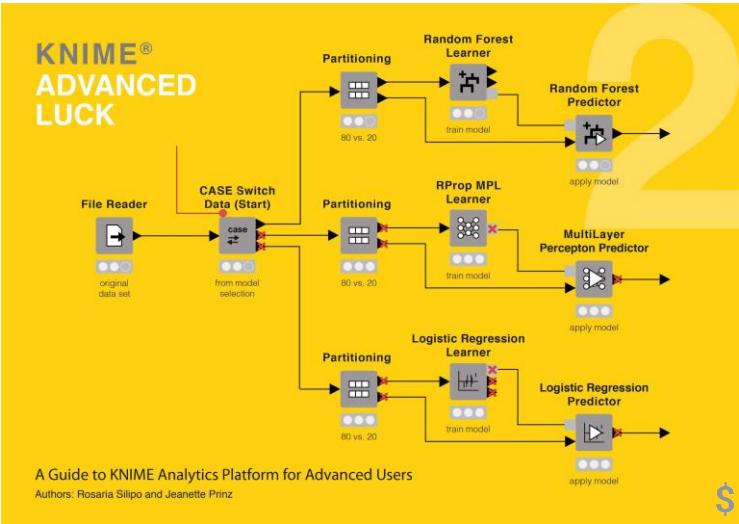 KNIME®
ADVANCED
LUCK
2
Random Forest
Learner
Partitioning
Random Forest
Predictor
80 vs. 20
train model
apply model
File Reader
CASE Switch
Data (Start)
case
original
data set
from model
selection
Partitioning
RProp MPL
Learner
MultiLayer
Percepton Predictor
80 vs. 20
train model
apply model
Partitioning
Logistic Regression
Learner
Logistic Regression
Predictor
80 vs. 20
train model
apply model
A Guide to KNIME Analytics Platform for Advanced Users
Authors: Rosaria Silipo and Jeanette Prinz
$